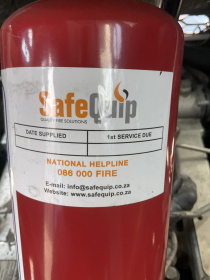 SafeQuip
QUALITY FIRE SOLUTIONS
DATE SUPPLIED
1st SERVICE DUE
NATIONAL HELPLINE
086 000 FIRE
E-mail: info@safequip.co.za
Website: www.safequip.co.za